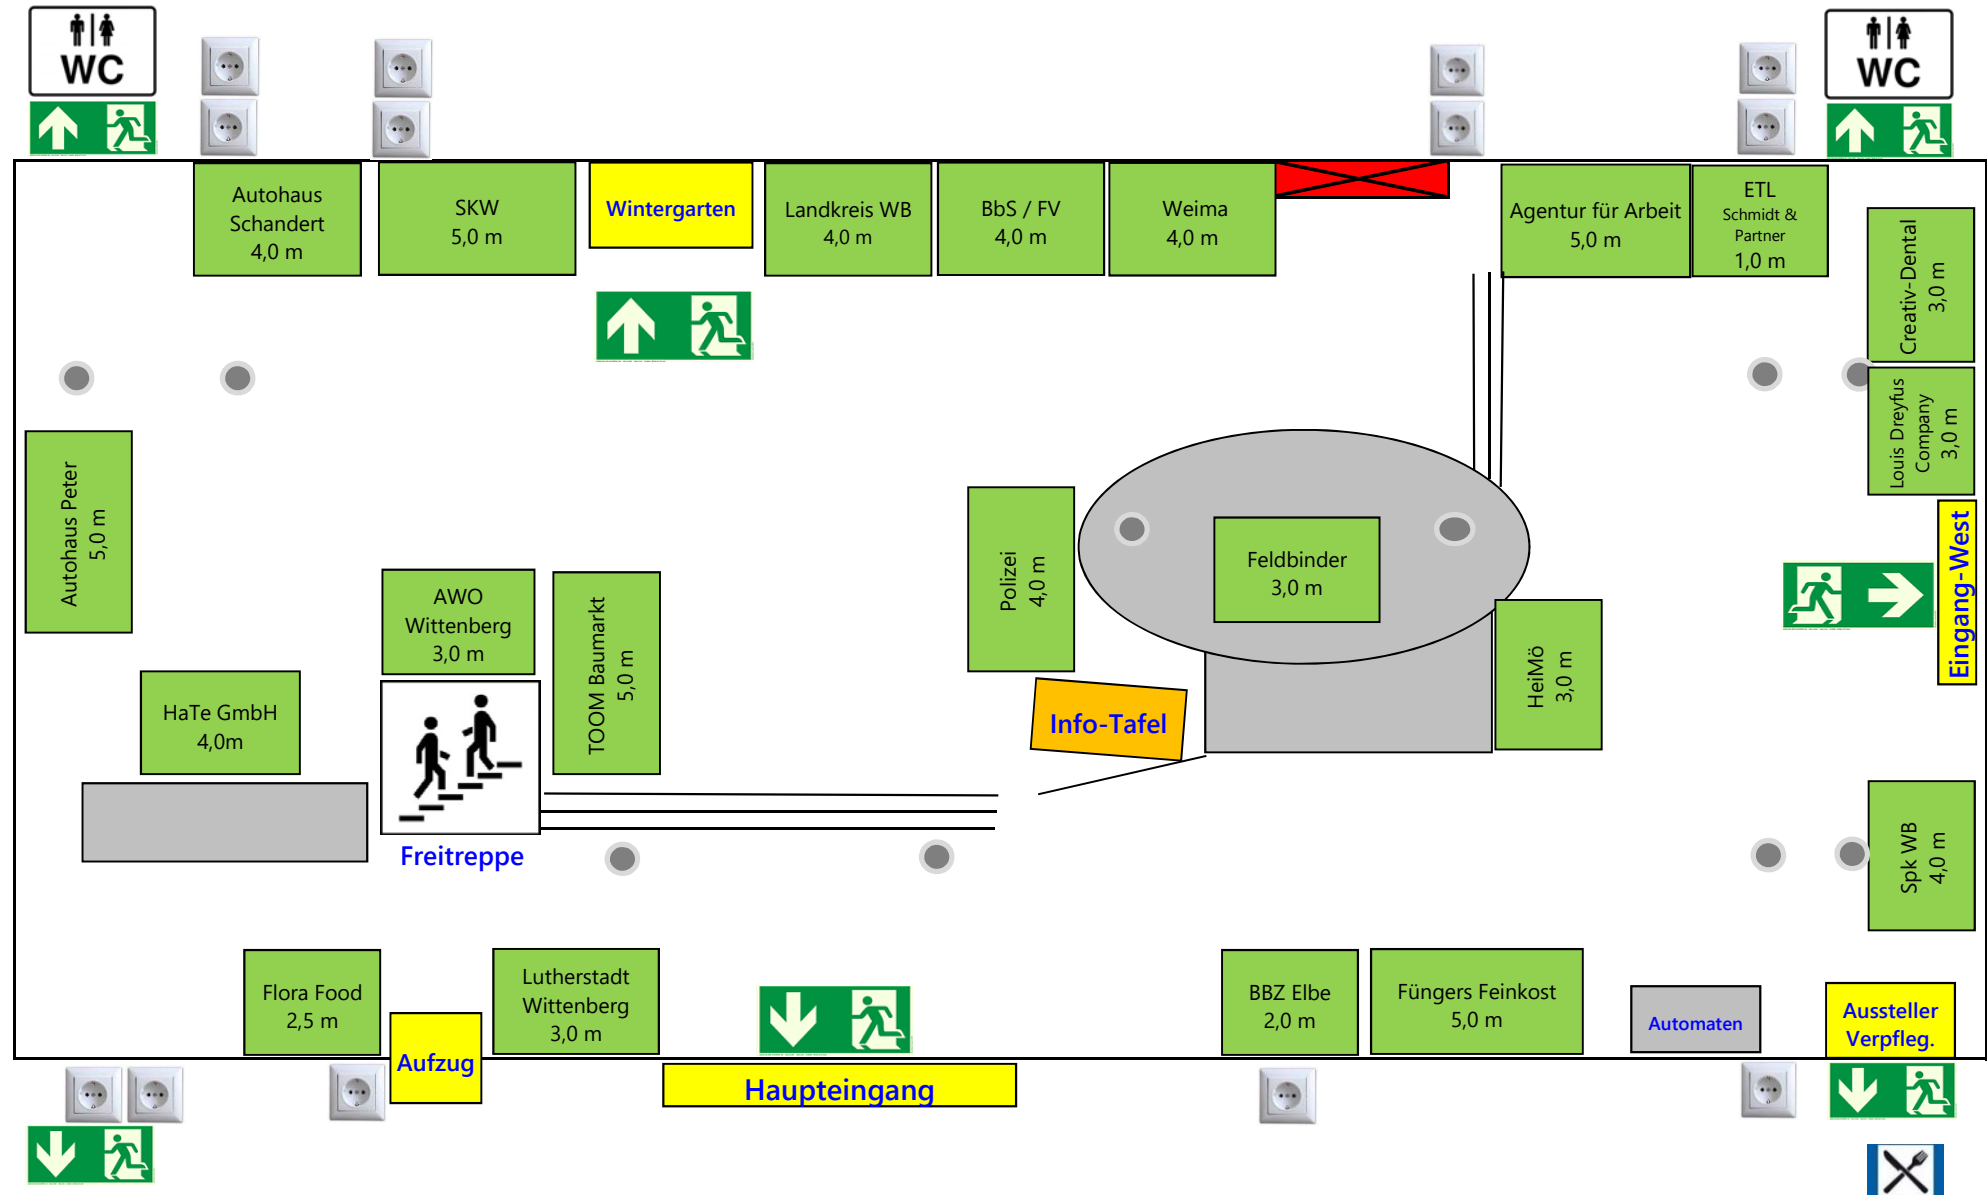 WC
WC
Autohaus
Schandert
4,0 m
SKW
5,0 m
Wintergarten
Landkreis WB
4,0 m
BbS / FV
4,0 m
Weima
4,0 m
Agentur für Arbeit
5,0 m
ETL
Schmidt &
Partner
1,0 m
Creativ-Dental
3,0 m
Louis Dreyfus
Company
3,0 m
Autohaus Peter
5,0 m
AWO
Wittenberg
3,0 m
TOOM Baumarkt
5,0 m
Polizei
4,0 m
Feldbinder
3,0 m
HeiMö
3,0 m
Eingang-West
HaTe GmbH
4,0m
Info-Tafel
Freitreppe
Spk WB
4,0 m
Flora Food
2,5 m
Aufzug
Lutherstadt
Wittenberg
3,0 m
Haupteingang
BBZ Elbe
2,0 m
Füngers Feinkost
5,0 m
Automaten
Aussteller
Verpfleg.